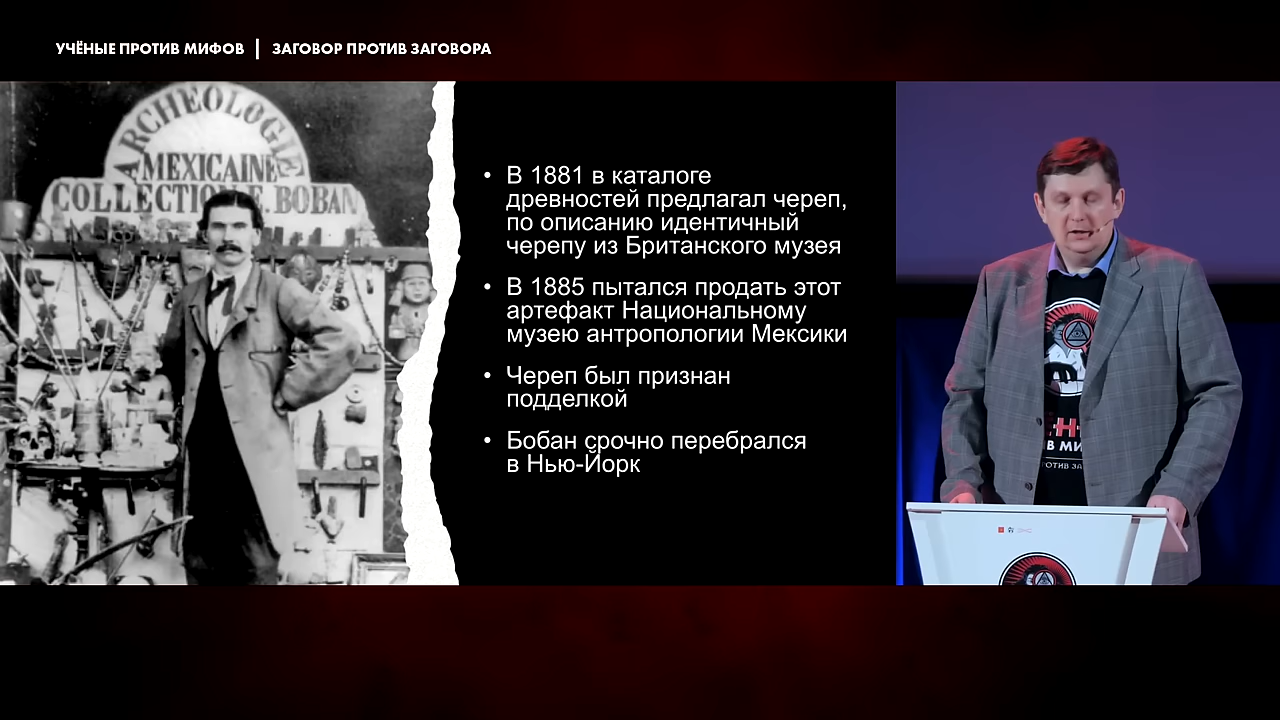 УЧЁНЫЕ ПРОТИВ МИФОВ | ЗАГОВОР ПРОТИВ ЗАГОВОРА
ARCHEOLOGIE
MEXICAINE
COLLECTION E. BOBAN
• В 1881 в каталоге
древностей предлагал череп,
по описанию идентичный
черепу из Британского музея
• В 1885 пытался продать этот
артефакт Национальному
музею антропологии Мексики
• Череп был признан
подделкой
• Бобан срочно перебрался
в Нью-Йорк